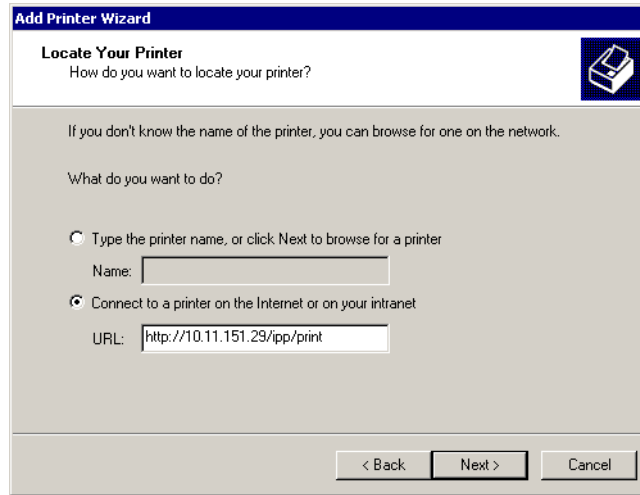 Add Printer Wizard
Locate Your Printer
How do you want to locate your printer?
If you don't know the name of the printer, you can browse for one on the network.
What do you want to do?
Type the printer name, or click Next to browse for a printer
Name:
Connect to a printer on the Internet or on your intranet
URL: http://10.11.151.29/ipp/print
< Back Next > Cancel